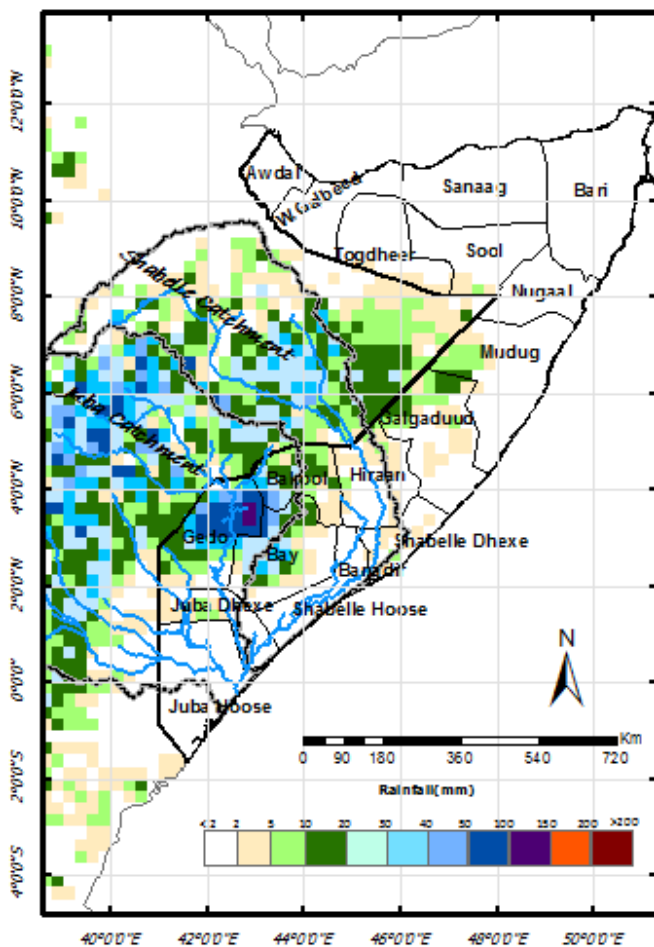 12°0'0"N
10°0'0"N
8°0'0"N
6°0'0"N
4°0'0"N
2°0'0"N
0°0'0"
2°0'0"S
4°0'0"S
Awdal
W.Galbeed
Sanaag
Bari
Togdheer
Sool
Nugaal
Shabelle Catchment
Mudug
Juba Catchment
Galgaduud
Bakool
Hiraan
Gedo
Bay
Shabelle Dhexe
Banadir
Juba Dhexe
Shabelle Hoose
Juba Hoose
N
Km
0 90 180 360 540 720
Rainfall(mm)
<2 2 5 10 20 30 40 50 100 150 200 >200
40°0'0"E 42°0'0"E 44°0'0"E 46°0'0"E 48°0'0"E 50°0'0"E